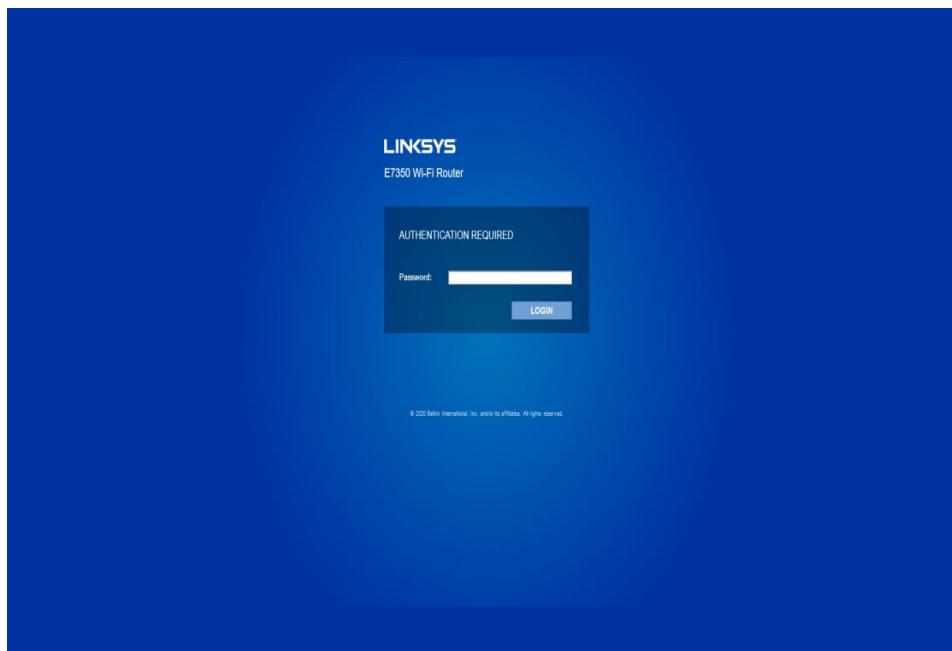 LINKSYS
E7350 Wi-Fi Router
AUTHENTICATION REQUIRED
Password:
LOGIN
© 2020 Belkin International, Inc. and/or its affiliates. All rights reserved.